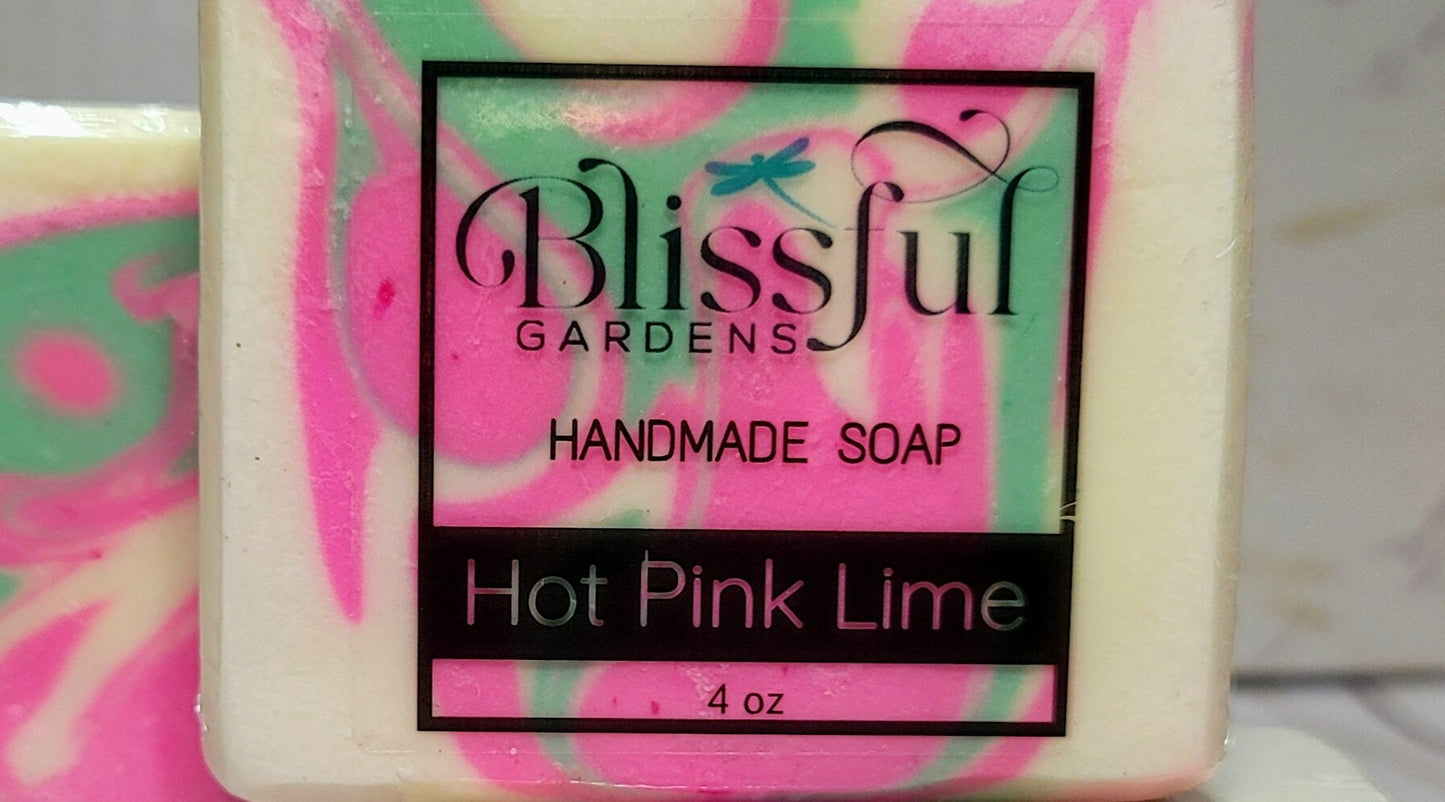 Blissful
GARDENS
HANDMADE SOAP
Hot Pink Lime
4 oz